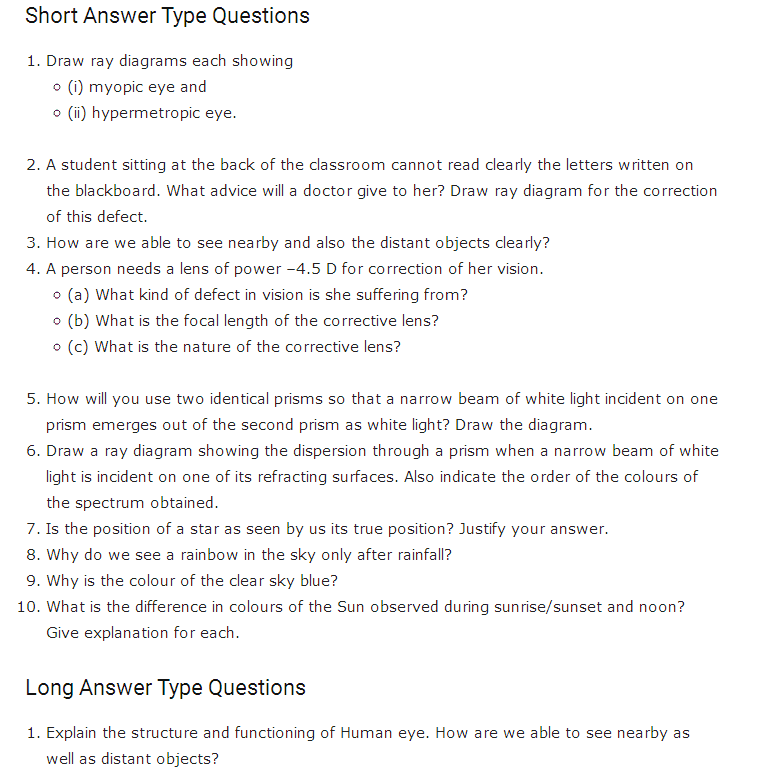 Short Answer Type Questions
1. Draw ray diagrams each showing
(i) myopic eye and
(ii) hypermetropic eye.
2. A student sitting at the back of the classroom cannot read clearly the letters written on
the blackboard. What advice will a doctor give to her? Draw ray diagram for the correction
of this defect.
3. How are we able to see nearby and also the distant objects clearly?
4. A person needs a lens of power –4.5 D for correction of her vision.
(a) What kind of defect in vision is she suffering from?
(b) What is the focal length of the corrective lens?
(c) What is the nature of the corrective lens?
5. How will you use two identical prisms so that a narrow beam of white light incident on one
prism emerges out of the second prism as white light? Draw the diagram.
6. Draw a ray diagram showing the dispersion through a prism when a narrow beam of white
light is incident on one of its refracting surfaces. Also indicate the order of the colours of
the spectrum obtained.
7. Is the position of a star as seen by us its true position? Justify your answer.
8. Why do we see a rainbow in the sky only after rainfall?
9. Why is the colour of the clear sky blue?
10. What is the difference in colours of the Sun observed during sunrise/sunset and noon?
Give explanation for each.
Long Answer Type Questions
1. Explain the structure and functioning of Human eye. How are we able to see nearby as
well as distant objects?